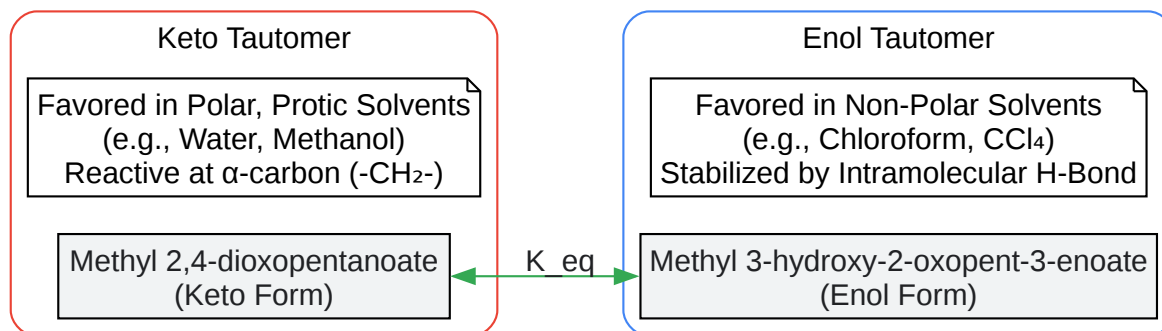 Keto Tautomer
Favored in Polar, Protic Solvents
(e.g., Water, Methanol)
Reactive at α-carbon (-CH₂-)
Methyl 2,4-dioxopentanoate
(Keto Form)
K_eq
Enol Tautomer
Favored in Non-Polar Solvents
(e.g., Chloroform, CCl₄)
Stabilized by Intramolecular H-Bond
Methyl 3-hydroxy-2-oxopent-3-enoate
(Enol Form)